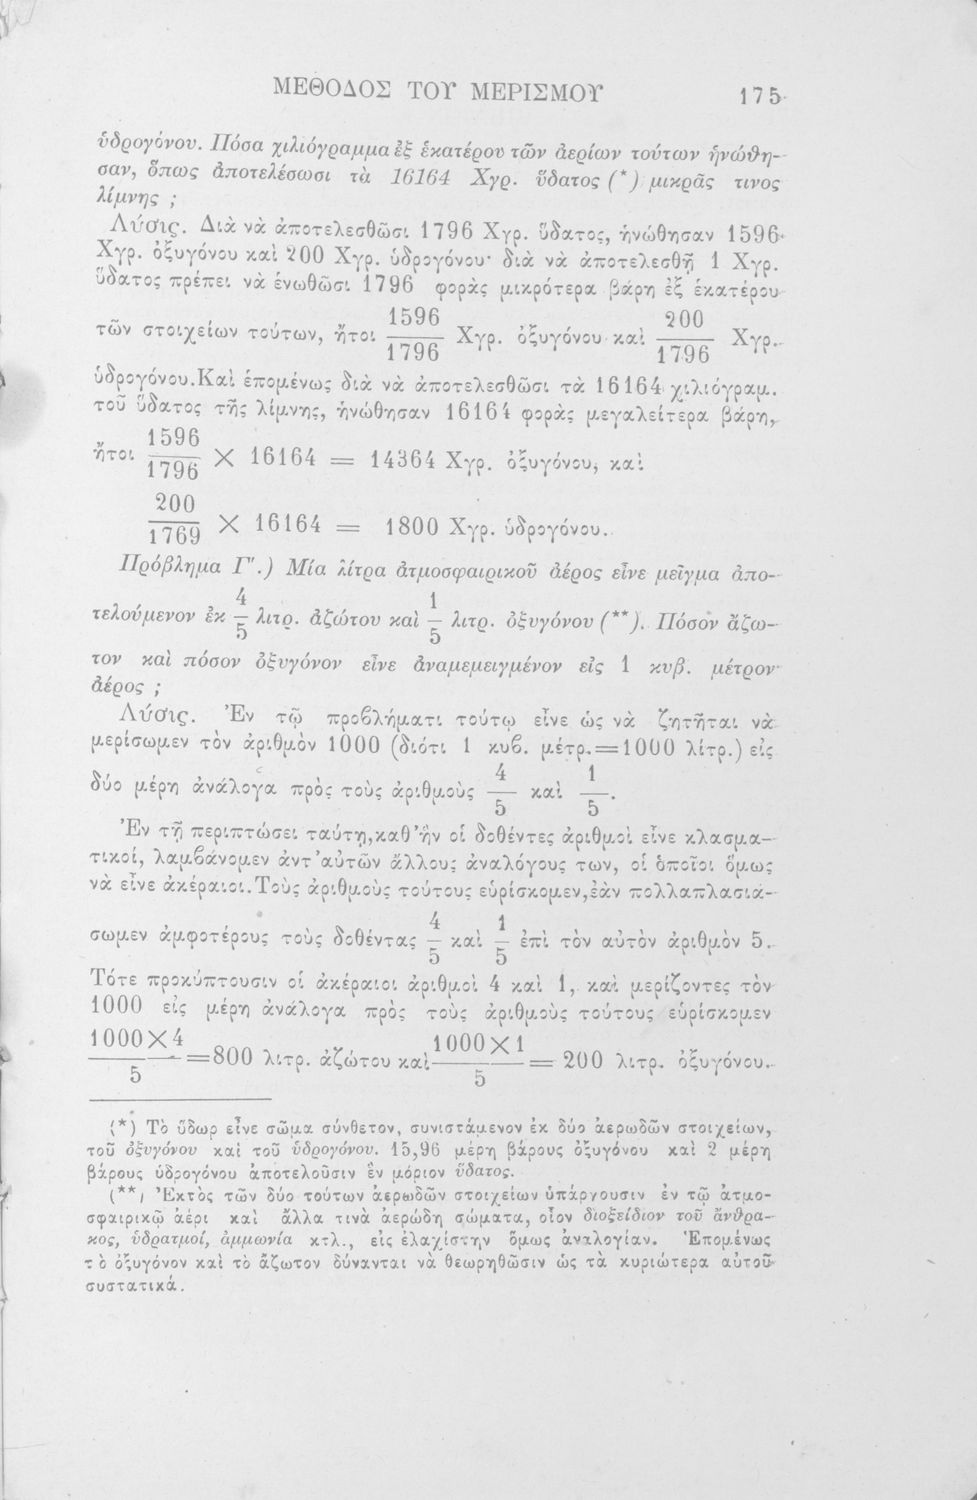 ΜΕΘΟΔΟΣ ΤΟΥ ΜΕΡΙΣΜΟΥ 175
ὑδρογόνου. Πόσα χιλιόγραμμα ἐξ ἑκατέρου τῶν ἀερίων τούτων ἡνώθη-
σαν, ὅπως ἀποτελέσωσι τὰ 16164 Χγρ. ὕδατος (*) μικρᾶς τινος
λίμνης ;
Λύσις. Διὰ νὰ ἀποτελεσθῶσι 1796 Χγρ. ὕδατος, ἡνώθησαν 1596
Χγρ. ὀξυγόνου καὶ 200 Χγρ. ὑδρογόνου· διὰ νὰ ἀποτελεσθῇ 1 Χγρ.
ὕδατος πρέπει νὰ ἑνωθῶσι 1796 φορὰς μικρότερα βάρη ἐξ ἑκατέρου
τῶν στοιχείων τούτων, ἤτοι 1596/1796 Χγρ. ὀξυγόνου καὶ 200/1796 Χγρ.
ὑδρογόνου. Καὶ ἑπομένως διὰ νὰ ἀποτελεσθῶσι τὰ 16164 χιλιόγραμ.
τοῦ ὕδατος τῆς λίμνης, ἡνώθησαν 16164 φορὰς μεγαλείτερα βάρη,
ἤτοι 1596/1796 × 16164 = 14364 Χγρ. ὀξυγόνου, καὶ
200/1769 × 16164 = 1800 Χγρ. ὑδρογόνου.
Πρόβλημα Γ΄.) Μία λίτρα ἀτμοσφαιρικοῦ ἀέρος εἶνε μεῖγμα ἀπο-
τελούμενον ἐκ 4/5 λιτρ. ἀζώτου καὶ 1/5 λιτρ. ὀξυγόνου (**). Πόσον ἄζω-
τον καὶ πόσον ὀξυγόνον εἶνε ἀναμεμειγμένον εἰς 1 κυβ. μέτρον
ἀέρος ;
Λύσις. Ἐν τῷ προβλήματι τούτῳ εἶνε ὡς νὰ ζητῆται νὰ
μερίσωμεν τὸν ἀριθμὸν 1000 (διότι 1 κυβ. μέτρ.=1000 λίτρ.) εἰς
δύο μέρη ἀνάλογα πρὸς τοὺς ἀριθμοὺς 4/5 καὶ 1/5.
Ἐν τῇ περιπτώσει ταύτῃ, καθ' ἣν οἱ δοθέντες ἀριθμοὶ εἶνε κλασμα-
τικοί, λαμβάνομεν ἀντ' αὐτῶν ἄλλους ἀναλόγους των, οἱ ὁποῖοι ὅμως
νὰ εἶνε ἀκέραιοι. Τοὺς ἀριθμοὺς τούτους εὑρίσκομεν, ἐὰν πολλαπλασιά-
σωμεν ἀμφοτέρους τοὺς δοθέντας 4/5 καὶ 1/5 ἐπὶ τὸν αὐτὸν ἀριθμὸν 5.
Τότε προκύπτουσιν οἱ ἀκέραιοι ἀριθμοὶ 4 καὶ 1, καὶ μερίζοντες τὸν
1000 εἰς μέρη ἀνάλογα πρὸς τοὺς ἀριθμοὺς τούτους εὑρίσκομεν
1000×4/5 =800 λιτρ. ἀζώτου καὶ 1000×1/5 = 200 λιτρ. ὀξυγόνου.
(*) Τὸ ὕδωρ εἶνε σῶμα σύνθετον, συνιστάμενον ἐκ δύο ἀερωδῶν στοιχείων,
τοῦ ὀξυγόνου καὶ τοῦ ὑδρογόνου. 15,96 μέρη βάρους ὀξυγόνου καὶ 2 μέρη
βάρους ὑδρογόνου ἀποτελοῦσιν ἓν μόριον ὕδατος.
(**) Ἐκτὸς τῶν δύο τούτων ἀερωδῶν στοιχείων ὑπάρχουσιν ἐν τῷ ἀτμο-
σφαιρικῷ ἀέρι καὶ ἄλλα τινὰ ἀερώδη σώματα, οἷον διοξείδιον τοῦ ἄνθρα-
κος, ὑδρατμοί, ἀμμωνία κτλ., εἰς ἐλαχίστην ὅμως ἀναλογίαν. Ἑπομένως
τὸ ὀξυγόνον καὶ τὸ ἄζωτον δύνανται νὰ θεωρηθῶσιν ὡς τὰ κυριώτερα αὐτοῦ
συστατικά.